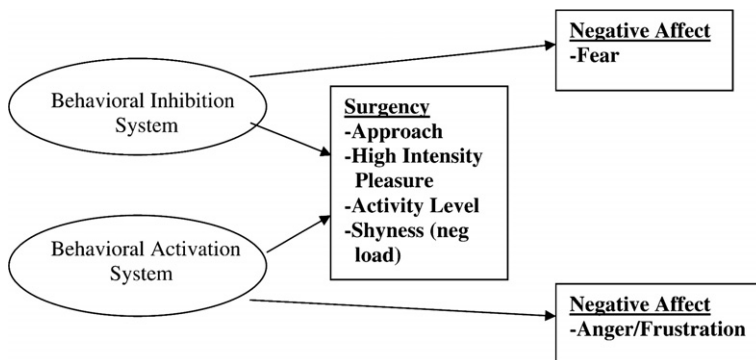 Negative Affect
-Fear
Behavioral Inhibition
System
Surgency
-Approach
-High Intensity
Pleasure
-Activity Level
-Shyness (neg
load)
Behavioral Activation
System
Negative Affect
-Anger/Frustration